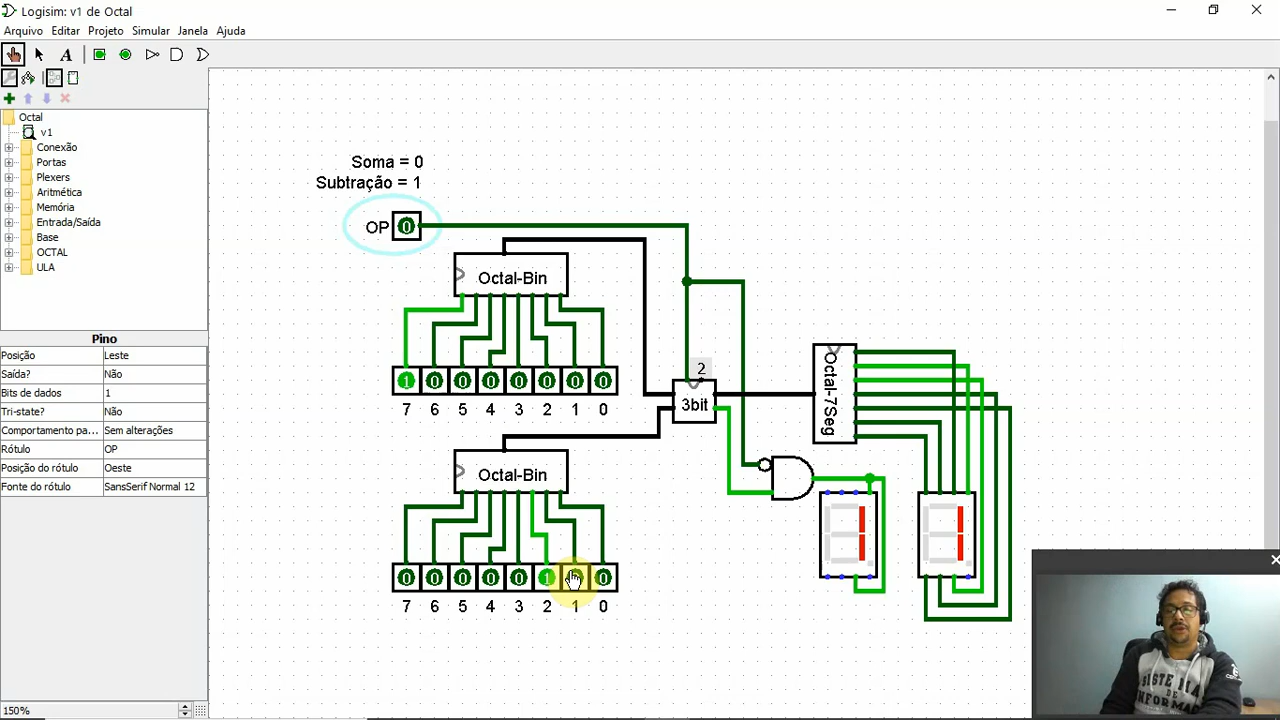 Logisim: v1 de Octal
Arquivo Editar Projeto Simular Janela Ajuda
A
Octal
v1
Conexão
Portas
Plexers
Aritmética
Memória
Entrada/Saída
Base
OCTAL
ULA
Pino
Posição Leste
Saída? Não
Bits de dados 1
Tri-state? Não
Comportamento pa... Sem alterações
Rótulo OP
Posição do rótulo Oeste
Fonte do rótulo SansSerif Normal 12
150%
Soma = 0
Subtração = 1
OP 0
Octal-Bin
1 0 0 0 0 0 0 0
7 6 5 4 3 2 1 0
2
3bit
Octal-7Seg
Octal-Bin
0 0 0 0 0 1 0
7 6 5 4 3 2 1 0
1 1